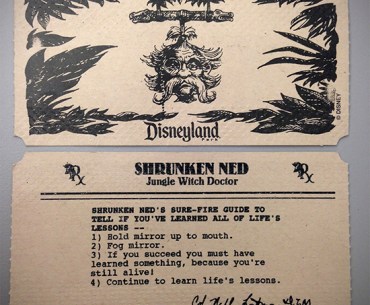 Disneyland
Park
© DISNEY
Rx
SHRUNKEN NED
Rx
Jungle Witch Doctor
SHRUNKEN NED'S SURE-FIRE GUIDE TO
TELL IF YOU'VE LEARNED ALL OF LIFE'S
LESSONS --
1) Hold mirror up to mouth.
2) Fog mirror.
3) If you succeed you must have
learned something, because you're
still alive!
4) Continue to learn life's lessons.